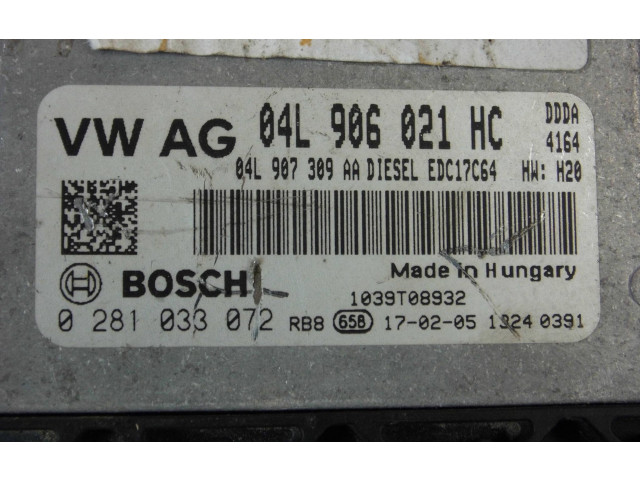 VW AG 04L 906 021 HC DDDA
4164
04L 907 309 AA DIESEL EDC17C64 HW: H20
BOSCH Made in Hungary
1039T08932
0 281 033 072 RB8 658 17-02-05 1324 0391